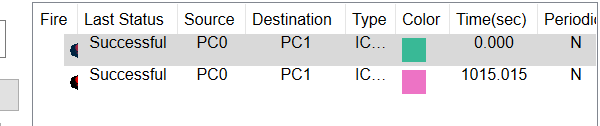 Fire Last Status Source Destination Type Color Time(sec) Periodic
Successful PC0 PC1 IC... 0.000 N
Successful PC0 PC1 IC... 1015.015 N